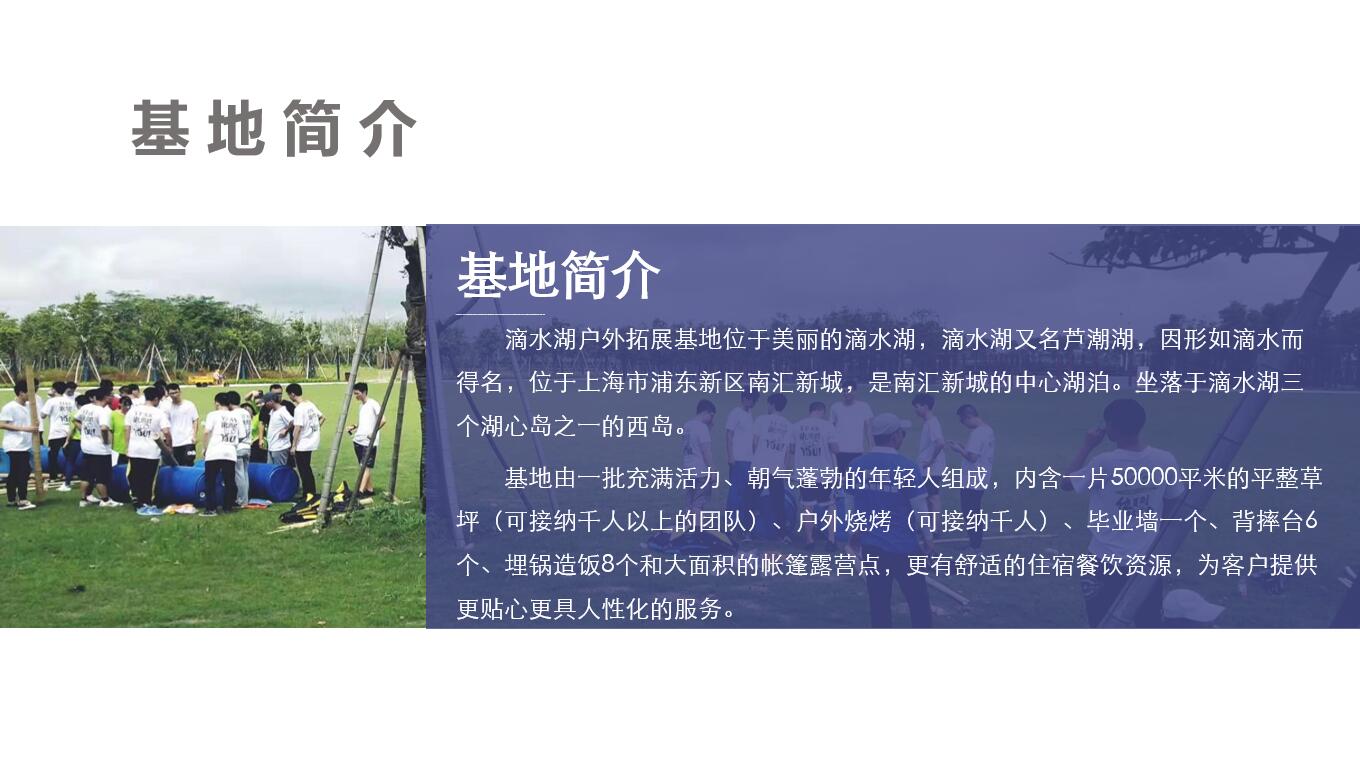 基地简介
基地简介
滴水湖户外拓展基地位于美丽的滴水湖，滴水湖又名芦潮湖，因形如滴水而
得名，位于上海市浦东新区南汇新城，是南汇新城的中心湖泊。坐落于滴水湖三
个湖心岛之一的西岛。
基地由一批充满活力、朝气蓬勃的年轻人组成，内含一片50000平米的平整草
坪（可接纳千人以上的团队）、户外烧烤（可接纳千人）、毕业墙一个、背摔台6
个、埋锅造饭8个和大面积的帐篷露营点，更有舒适的住宿餐饮资源，为客户提供
更贴心更具人性化的服务。